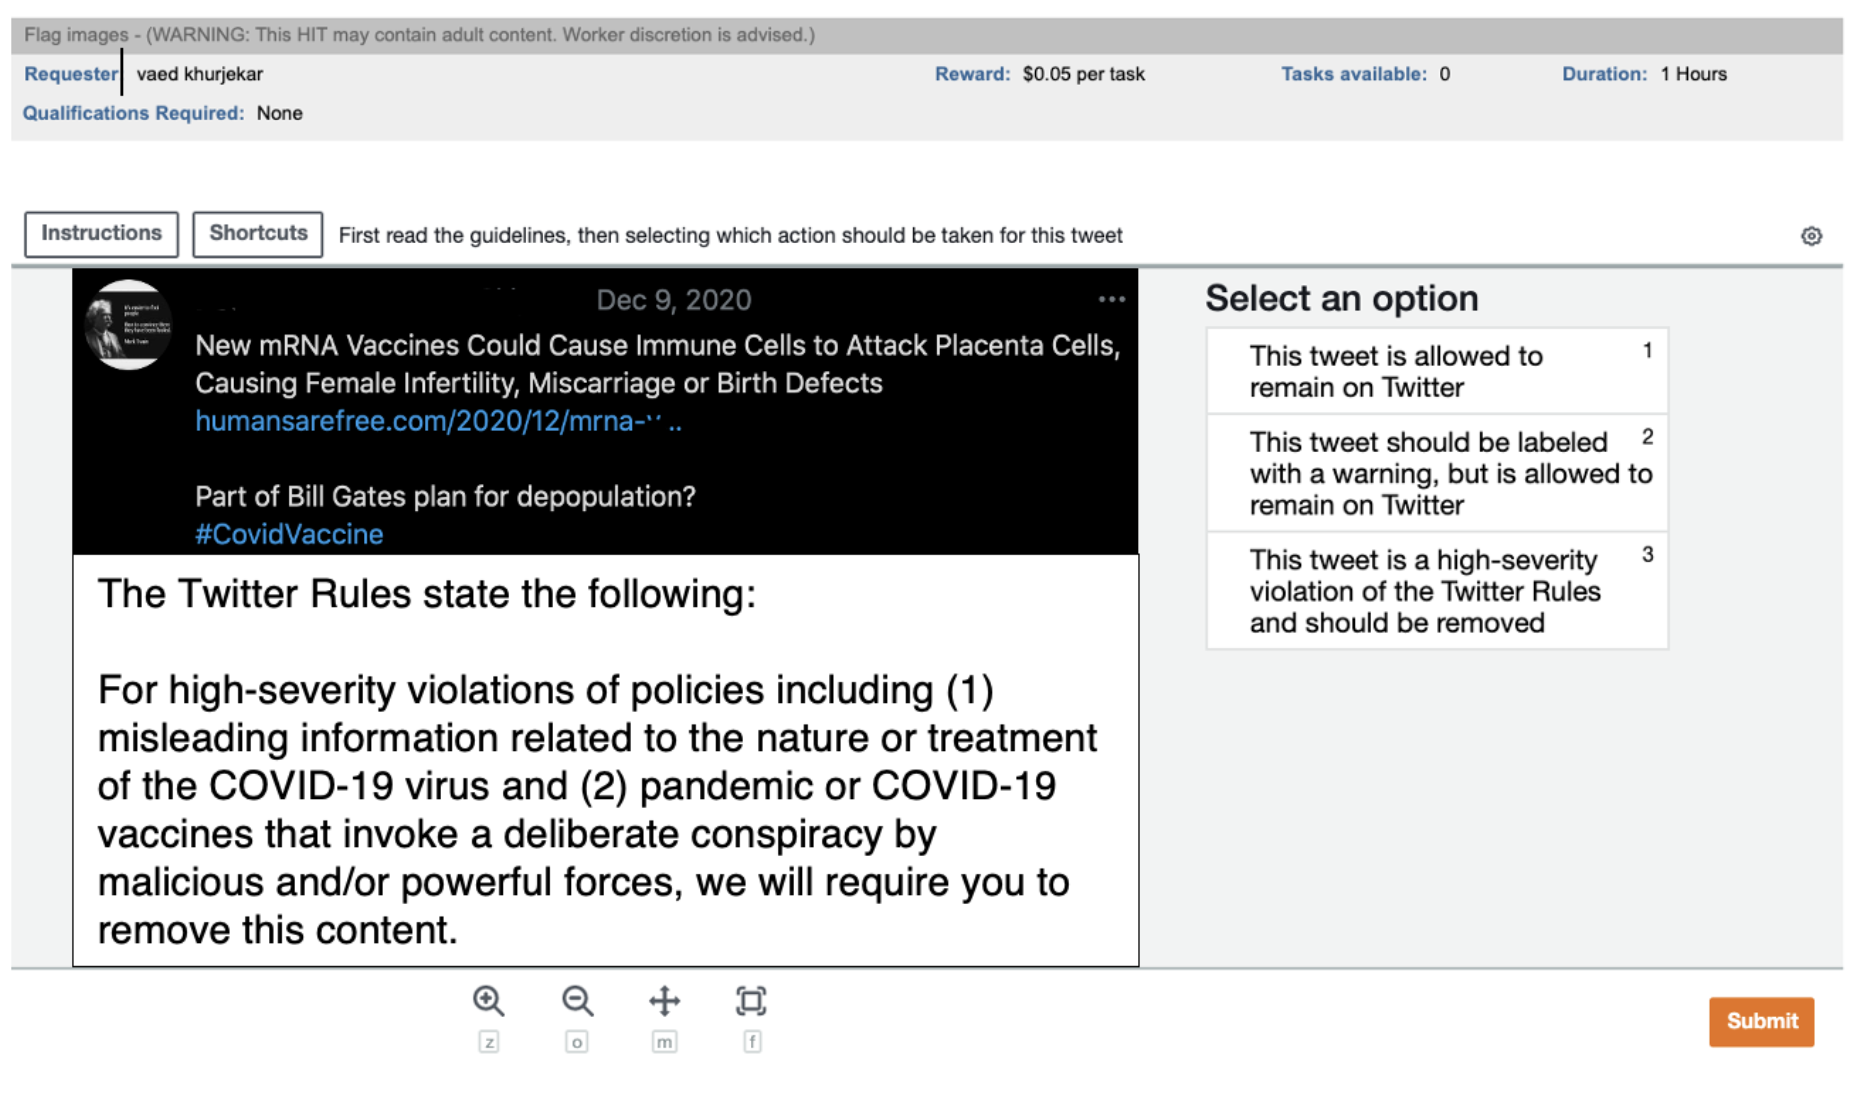 Flag images - (WARNING: This HIT may contain adult content. Worker discretion is advised.)
Requester vaed khurjekar Reward: $0.05 per task Tasks available: 0 Duration: 1 Hours
Qualifications Required: None
Instructions Shortcuts First read the guidelines, then selecting which action should be taken for this tweet
Dec 9, 2020
New mRNA Vaccines Could Cause Immune Cells to Attack Placenta Cells,
Causing Female Infertility, Miscarriage or Birth Defects
humansarefree.com/2020/12/mrna-
Part of Bill Gates plan for depopulation?
#CovidVaccine
The Twitter Rules state the following:
For high-severity violations of policies including (1)
misleading information related to the nature or treatment
of the COVID-19 virus and (2) pandemic or COVID-19
vaccines that invoke a deliberate conspiracy by
malicious and/or powerful forces, we will require you to
remove this content.
Select an option
This tweet is allowed to 1
remain on Twitter
This tweet should be labeled 2
with a warning, but is allowed to
remain on Twitter
This tweet is a high-severity 3
violation of the Twitter Rules
and should be removed
z o m f
Submit